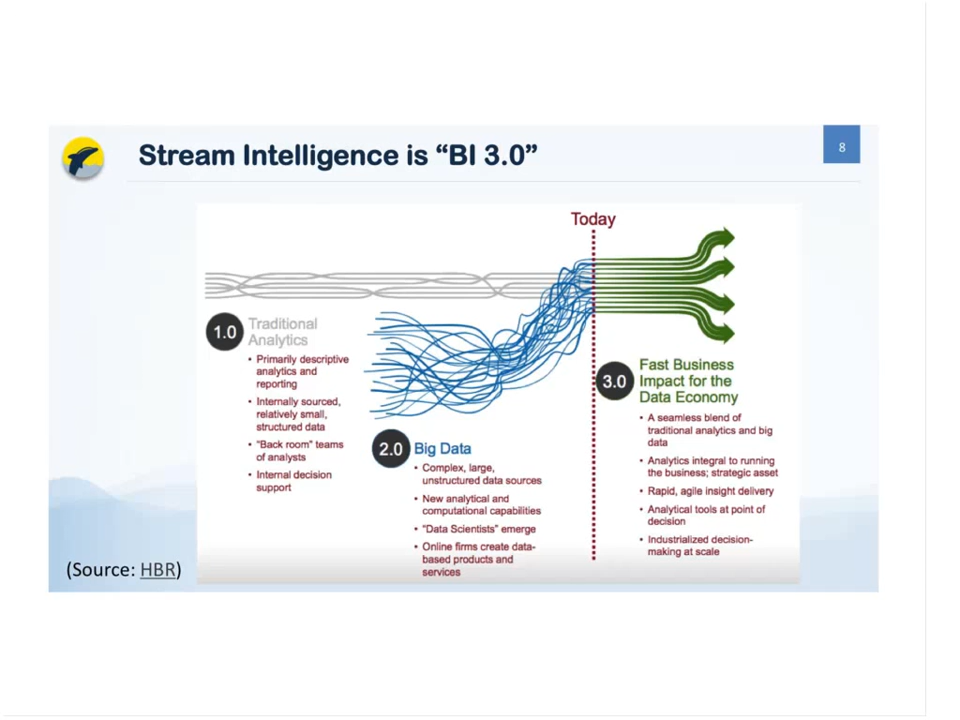 Stream Intelligence is “BI 3.0”
8
Today
1.0
Traditional
Analytics
• Primarily descriptive
analytics and
reporting
• Internally sourced,
relatively small,
structured data
• “Back room” teams
of analysts
• Internal decision
support
2.0
Big Data
• Complex, large,
unstructured data sources
• New analytical and
computational capabilities
• “Data Scientists” emerge
• Online firms create data-
based products and
services
3.0
Fast Business
Impact for the
Data Economy
• A seamless blend of
traditional analytics and big
data
• Analytics integral to running
the business; strategic asset
• Rapid, agile insight delivery
• Analytical tools at point of
decision
• Industrialized decision-
making at scale
(Source: HBR)